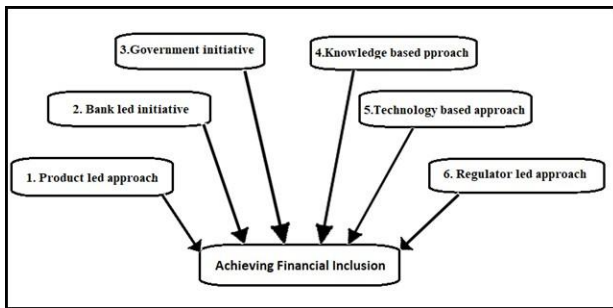 3.Government initiative
4.Knowledge based pproach
2. Bank led initiative
5.Technology based approach
1. Product led approach
6. Regulator led approach
Achieving Financial Inclusion